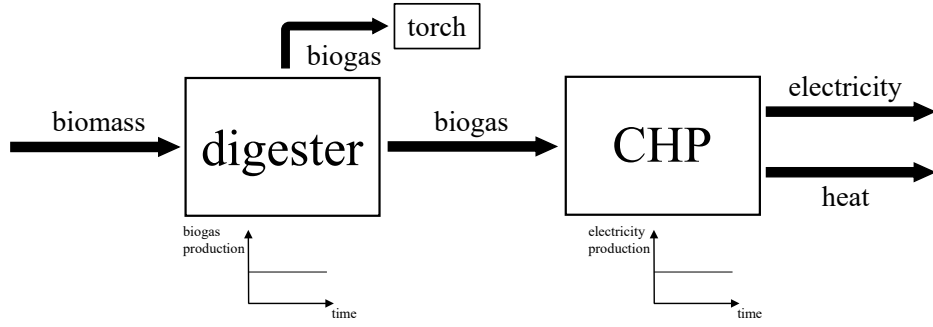 torch
biogas
biomass
digester
biogas
CHP
electricity
heat
biogas
production
time
electricity
production
time